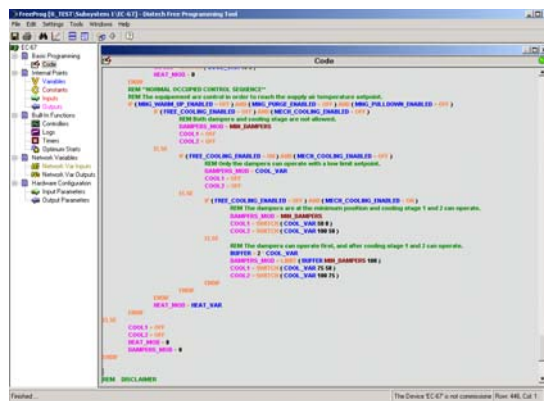 FreeProg [D_TEST\Subsystem 1\EC-67] - Distech Free Programming Tool
File Edit Settings Tools Windows Help
EC-67
Basic Programming
Code
Internal Points
Variables
Constants
Inputs
Outputs
Built-In Functions
Controllers
Logs
Timers
Optimum Starts
Network Variables
Network Var Inputs
Network Var Outputs
Hardware Configuration
Input Parameters
Output Parameters
Code
HEAT_MOD = 0
ENDIF
REM **NORMAL OCCUPED CONTROL SEQUENCE**
REM The equipement are control in order to reach the supply air temperature setpoint.
IF ( MNG_WARM_UP_ENABLED = OFF ) AND ( MNG_PURGE_ENABLED = OFF ) AND ( MNG_PULLDOWN_ENABLED = OFF )
IF ( FREE_COOLING_ENABLED = OFF ) AND ( MECH_COOLING_ENABLED = OFF )
REM Both dampers and cooling stage are not allowed.
DAMPERS_MOD = MIN_DAMPERS
COOL1 = OFF
COOL2 = OFF
ELSE
IF ( FREE_COOLING_ENABLED = ON ) AND ( MECH_COOLING_ENABLED = OFF )
REM Only the dampers can operate with a low limit setpoint.
DAMPERS_MOD = COOL_VAR
COOL1 = OFF
COOL2 = OFF
ELSE
IF ( FREE_COOLING_ENABLED = OFF ) AND ( MECH_COOLING_ENABLED = ON )
REM The dampers are at the minimum position and cooling stage 1 and 2 can operate.
DAMPERS_MOD = MIN_DAMPERS
COOL1 = SWITCH ( COOL_VAR 50 0 )
COOL2 = SWITCH ( COOL_VAR 100 50 )
ELSE
REM The dampers can operate first, and after cooling stage 1 and 2 can operate.
BUFFER = 2 * COOL_VAR
DAMPERS_MOD = LIMIT ( BUFFER MIN_DAMPERS 100 )
COOL1 = SWITCH ( COOL_VAR 75 50 )
COOL2 = SWITCH ( COOL_VAR 100 75 )
ENDIF
ENDIF
ENDIF
HEAT_MOD = HEAT_VAR
ENDIF
ELSE
COOL1 = OFF
COOL2 = OFF
HEAT_MOD = 0
DAMPERS_MOD = 0
ENDIF
REM DISCLAIMER
Finished ...
The Device 'EC-67' is not commissione
Row: 446, Col: 1